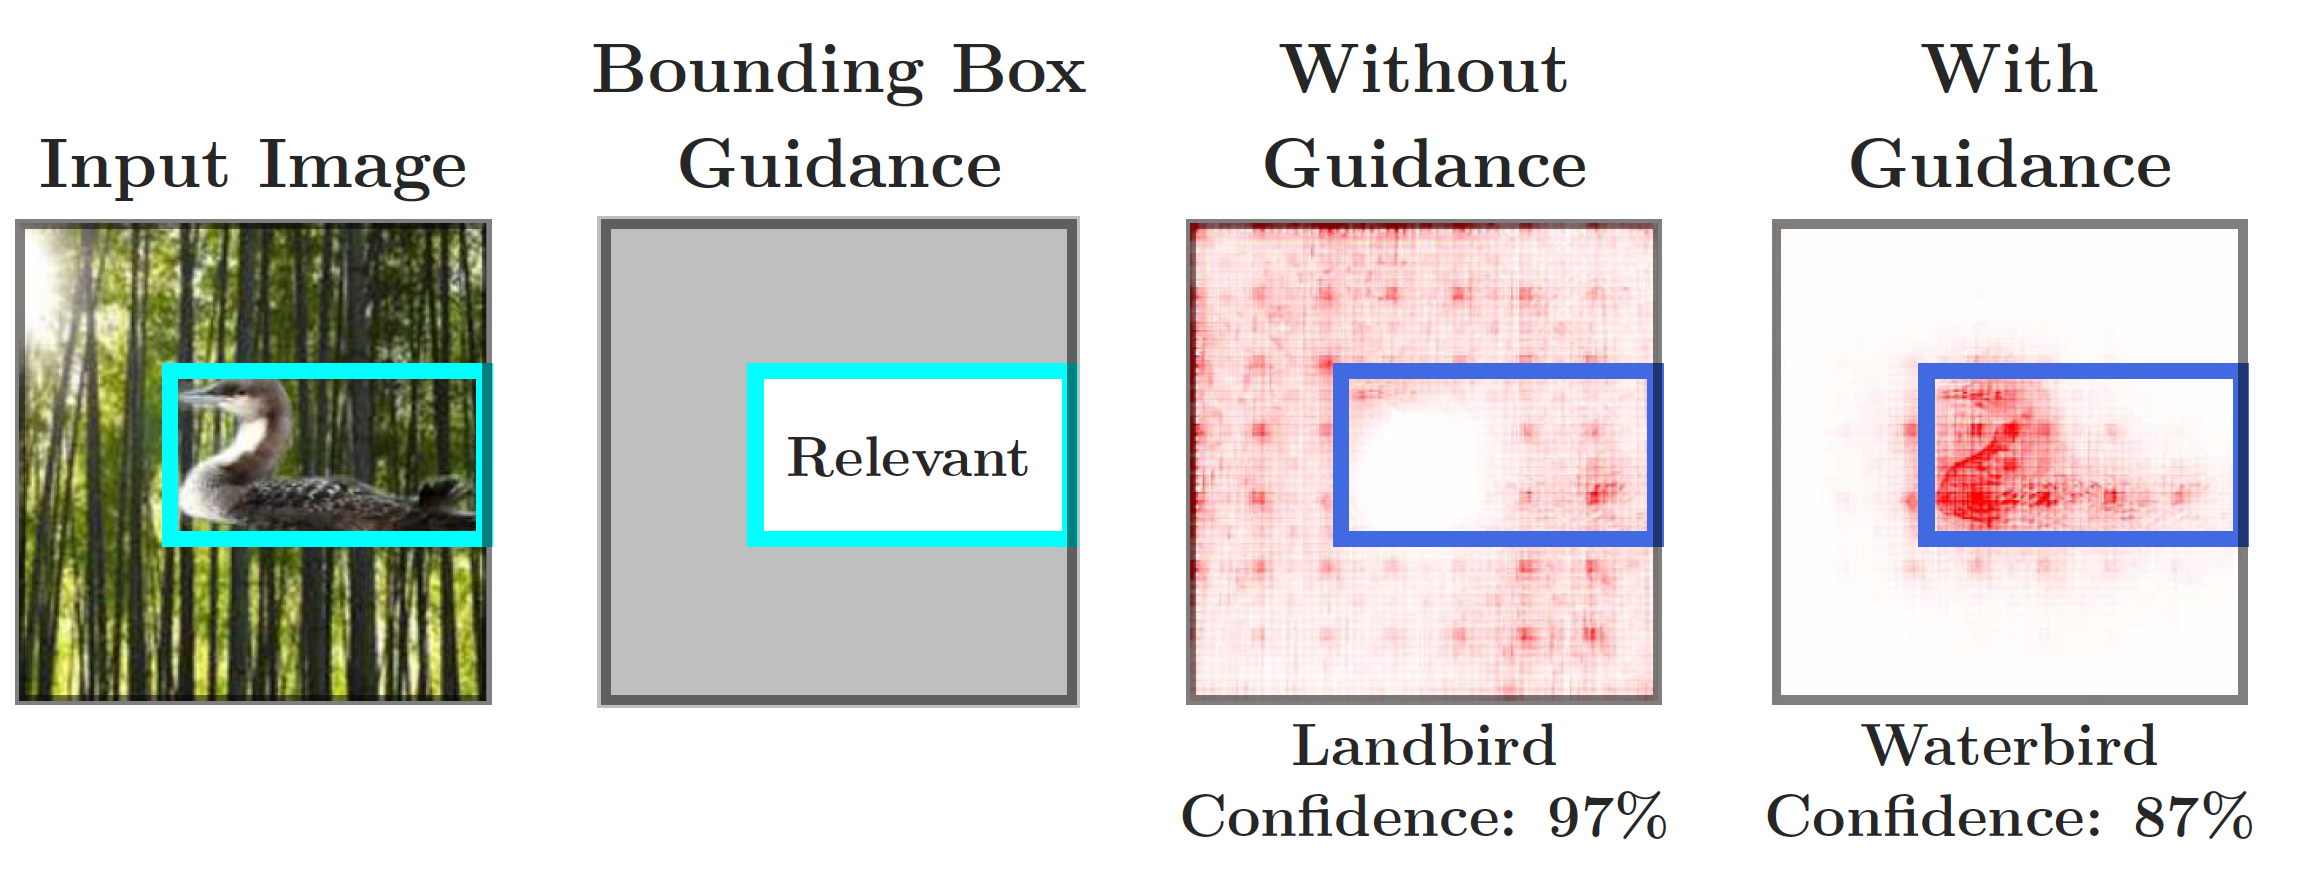 Input Image
Bounding Box
Guidance
Relevant
Without
Guidance
Landbird
Confidence: 97%
With
Guidance
Waterbird
Confidence: 87%